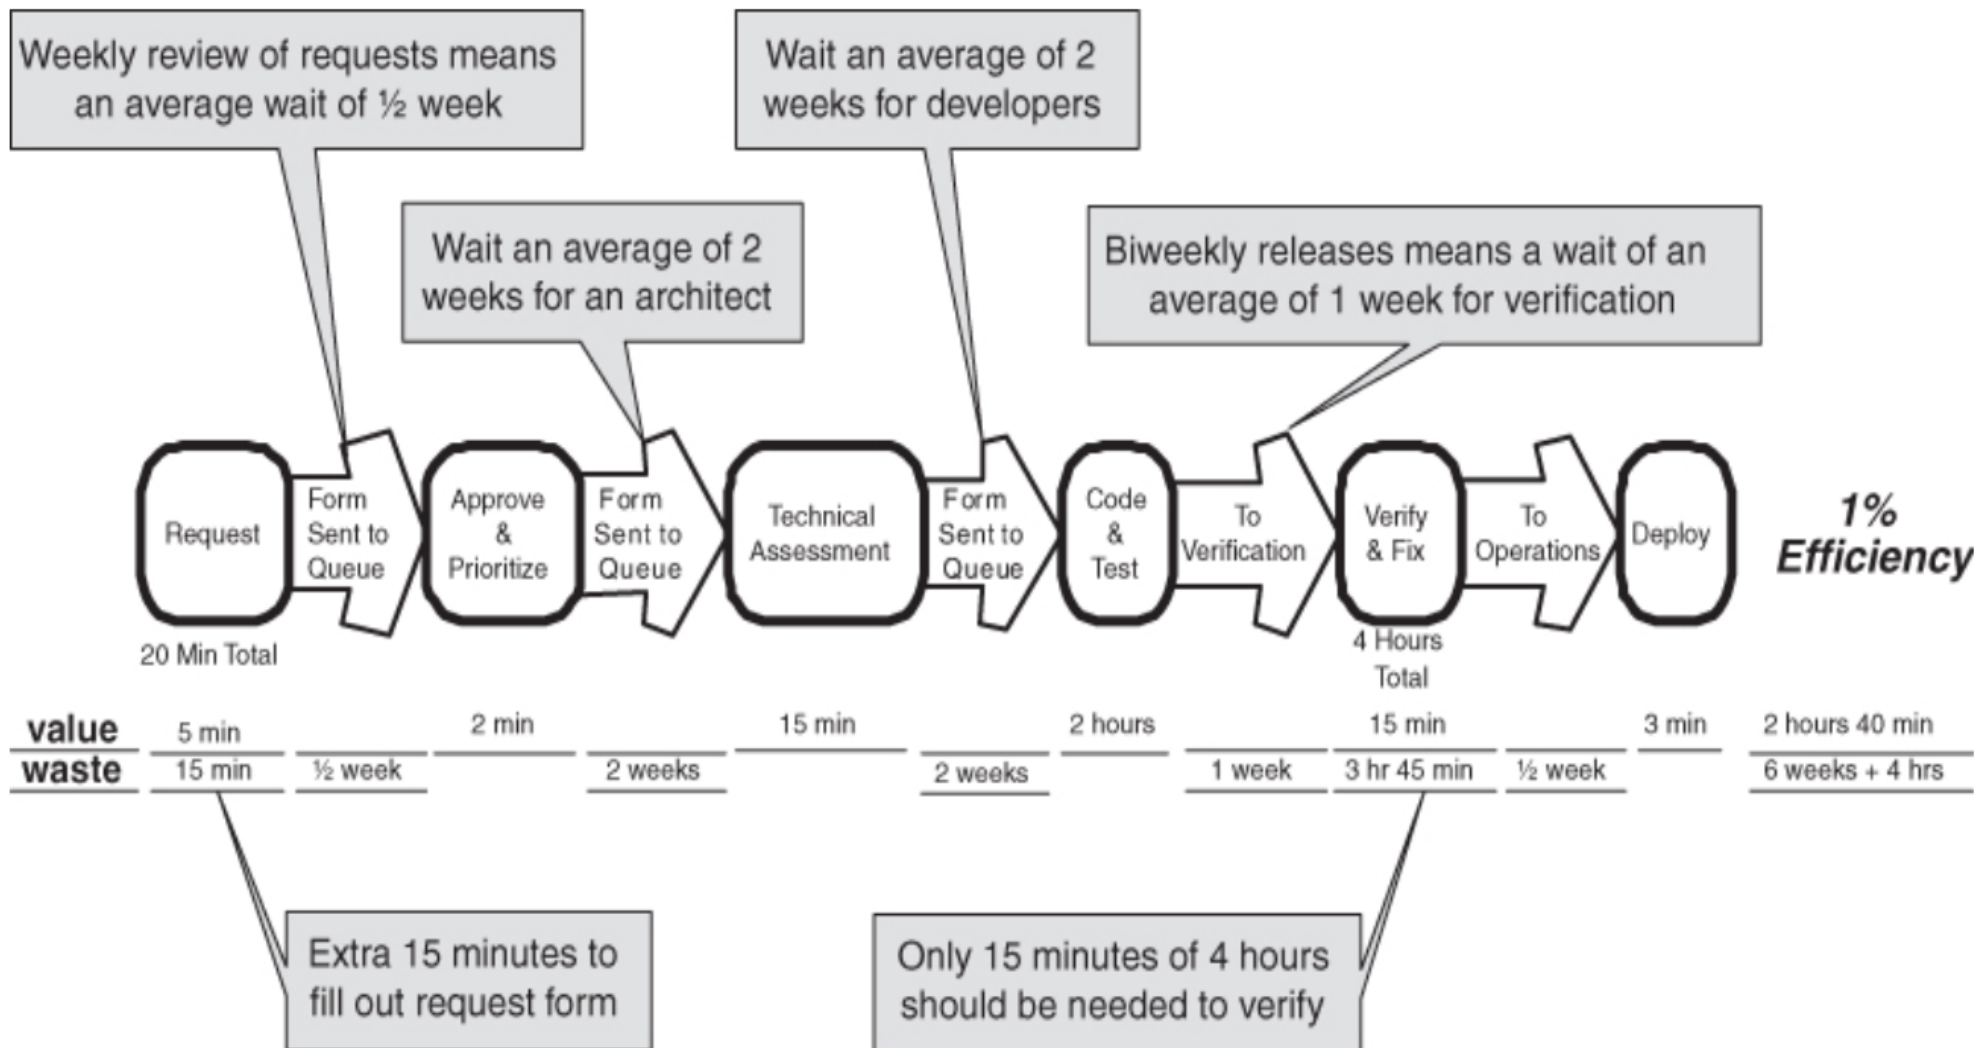 Weekly review of requests means
an average wait of ½ week
Wait an average of 2
weeks for developers
Wait an average of 2
weeks for an architect
Biweekly releases means a wait of an
average of 1 week for verification
Request
Form
Sent to
Queue
Approve
&
Prioritize
Form
Sent to
Queue
Technical
Assessment
Form
Sent to
Queue
Code
&
Test
To
Verification
Verify
& Fix
To
Operations
Deploy
1%
Efficiency
20 Min Total
4 Hours
Total
value 5 min 2 min 15 min 2 hours 15 min 3 min 2 hours 40 min
waste 15 min ½ week 2 weeks 2 weeks 1 week 3 hr 45 min ½ week 6 weeks + 4 hrs
Extra 15 minutes to
fill out request form
Only 15 minutes of 4 hours
should be needed to verify